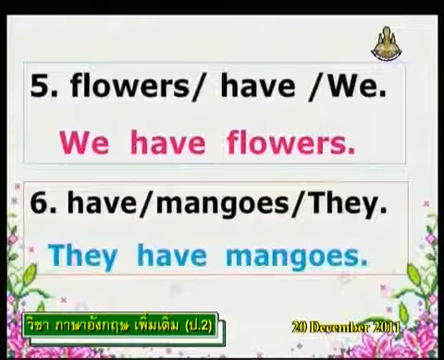 5. flowers/ have /We.
We have flowers.
6. have/mangoes/They.
They have mangoes.
วิชา ภาษาอังกฤษ เพิ่มเติม (ป.2)
20 December 2011